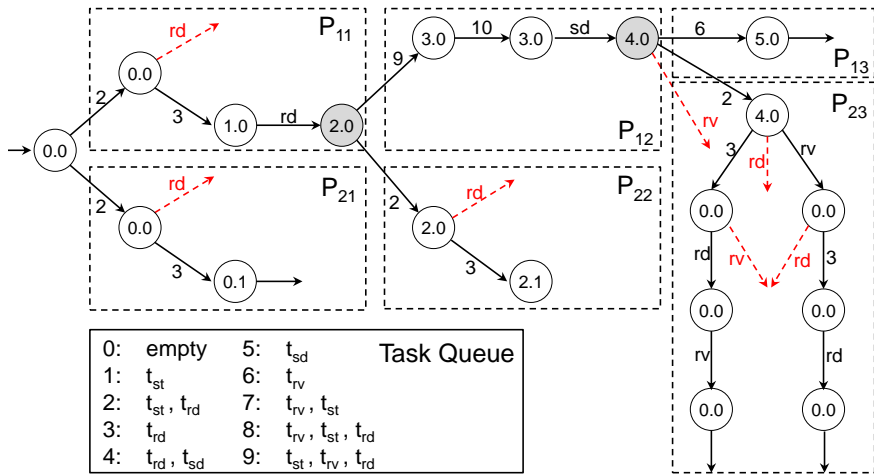 rd
P11
2
0.0
3
1.0
rd
2.0
0.0
9
3.0
10
3.0
sd
4.0
P12
6
5.0
P13
2
rv
P23
4.0
3
rd
rv
0.0
0.0
rd
rv
rd
3
0.0
0.0
rv
rd
0.0
0.0
2
rd
P21
0.0
3
0.1
2
rd
P22
2.0
3
2.1
Task Queue
0: empty
1: tst
2: tst , trd
3: trd
4: trd , tsd
5: tsd
6: trv
7: trv , tst
8: trv, tst , trd
9: tst , trv, trd